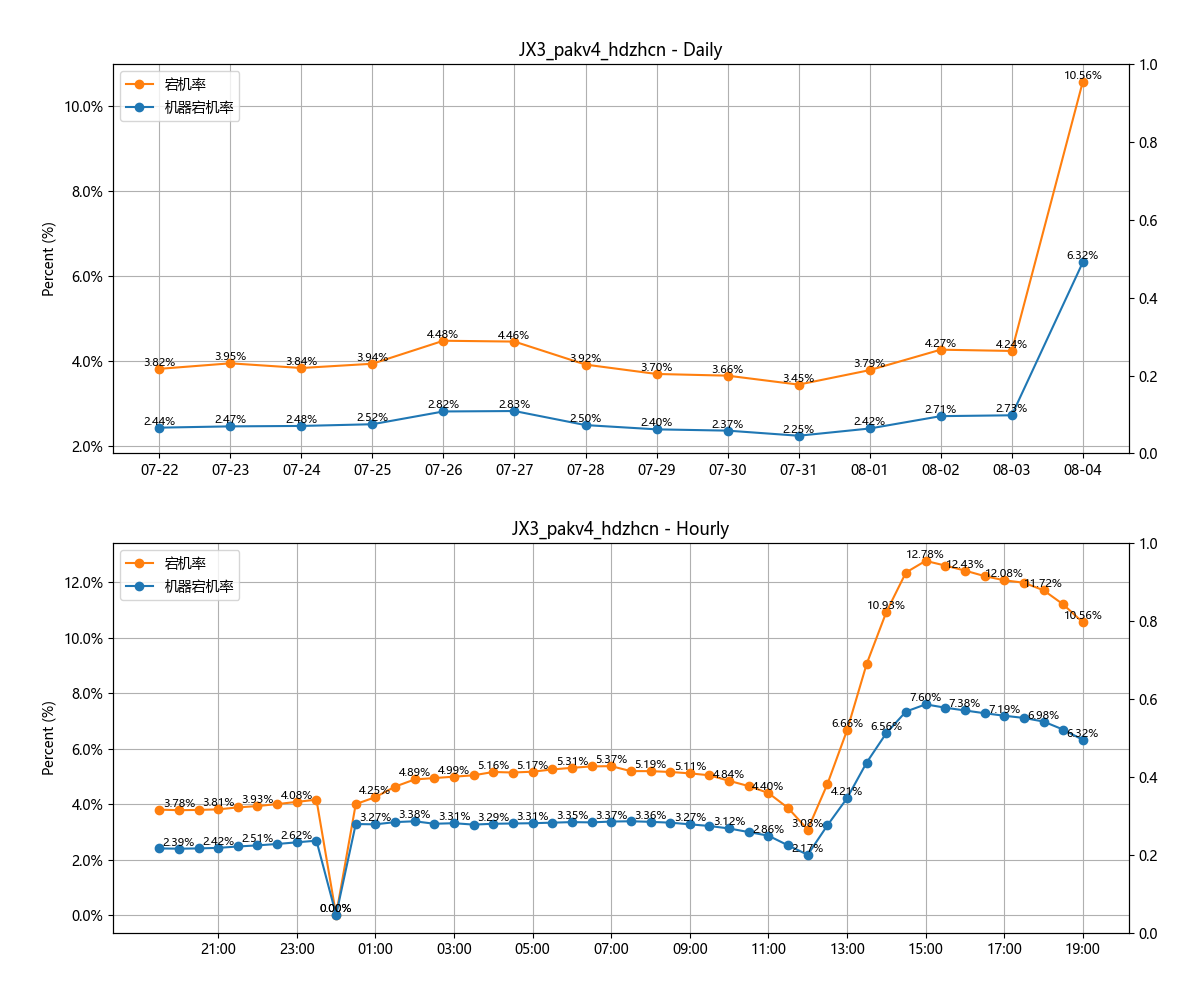 JX3_pakv4_hdzhcn - Daily
宕机率
机器宕机率
Percent (%)
10.0%
8.0%
6.0%
4.0%
2.0%
1.0
0.8
0.6
0.4
0.2
0.0
3.82% 3.95% 3.84% 3.94% 4.48% 4.46% 3.92% 3.70% 3.66% 3.45% 3.79% 4.27% 4.24% 10.56%
2.44% 2.47% 2.48% 2.52% 2.82% 2.83% 2.50% 2.40% 2.37% 2.25% 2.42% 2.71% 2.73% 6.32%
07-22 07-23 07-24 07-25 07-26 07-27 07-28 07-29 07-30 07-31 08-01 08-02 08-03 08-04
JX3_pakv4_hdzhcn - Hourly
宕机率
机器宕机率
Percent (%)
12.0%
10.0%
8.0%
6.0%
4.0%
2.0%
0.0%
1.0
0.8
0.6
0.4
0.2
0.0
3.78% 3.81% 3.93% 4.08% 0.00% 4.25% 4.89% 4.99% 5.16% 5.17% 5.31% 5.37% 5.19% 5.11% 4.84% 4.40% 3.08% 6.66% 10.93% 12.78% 12.43% 12.08% 11.72% 10.56%
2.39% 2.42% 2.51% 2.62% 0.00% 3.27% 3.38% 3.31% 3.29% 3.31% 3.35% 3.37% 3.36% 3.27% 3.12% 2.86% 2.17% 4.21% 6.56% 7.60% 7.38% 7.19% 6.98% 6.32%
21:00 23:00 01:00 03:00 05:00 07:00 09:00 11:00 13:00 15:00 17:00 19:00